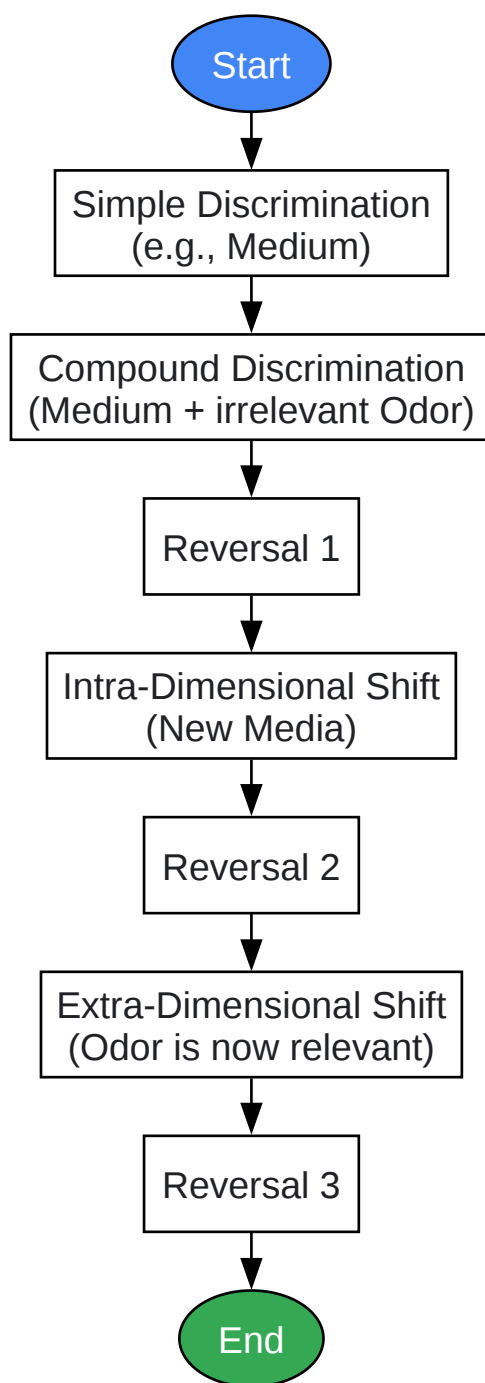 Start
Simple Discrimination
(e.g., Medium)
Compound Discrimination
(Medium + irrelevant Odor)
Reversal 1
Intra-Dimensional Shift
(New Media)
Reversal 2
Extra-Dimensional Shift
(Odor is now relevant)
Reversal 3
End